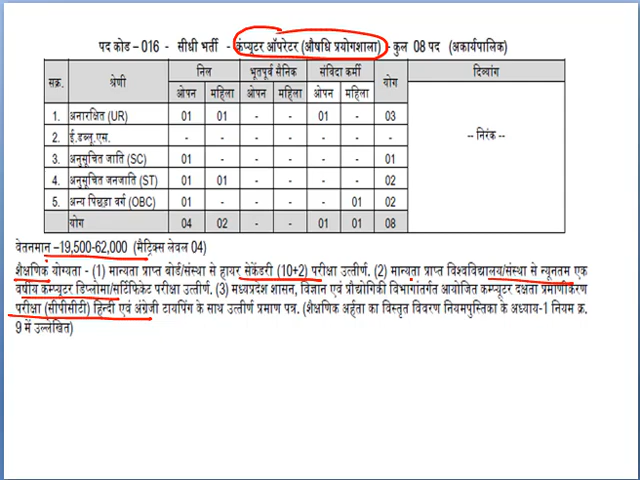 पद कोड – 016 - सीधी भर्ती - कंप्यूटर ऑपरेटर (औषधि प्रयोगशाला) - कुल 08 पद (अकार्यपालिक)
सक्र. श्रेणी निल भूतपूर्व सैनिक संविदा कर्मी योग दिव्यांग
ओपन महिला ओपन महिला ओपन महिला
1. अनारक्षित (UR) 01 01 - - 01 - 03 -- निरंक --
2. ई.डब्लू.एस. - - - - - - -
3. अनुसूचित जाति (SC) 01 - - - - - 01
4. अनुसूचित जनजाति (ST) 01 01 - - - - 02
5. अन्य पिछड़ा वर्ग (OBC) 01 - - - - 01 02
योग 04 02 - - 01 01 08
वेतनमान –19,500-62,000 (मैट्रिक्स लेवल 04)
शैक्षणिक योग्यता - (1) मान्यता प्राप्त बोर्ड/संस्था से हायर सेकेंडरी (10+2) परीक्षा उत्तीर्ण. (2) मान्यता प्राप्त विश्वविद्यालय/संस्था से न्यूनतम एक
वर्षीय कम्प्यूटर डिप्लोमा/सर्टिफिकेट परीक्षा उत्तीर्ण. (3) मध्यप्रदेश शासन, विज्ञान एवं प्रौद्योगिकी विभागांतर्गत आयोजित कम्प्यूटर दक्षता प्रमाणीकरण
परीक्षा (सीपीसीटी) हिन्दी एवं अंग्रेजी टायपिंग के साथ उत्तीर्ण प्रमाण पत्र. (शैक्षणिक अर्हता का विस्तृत विवरण नियमपुस्तिका के अध्याय-1 नियम क्र.
9 में उल्लेखित)